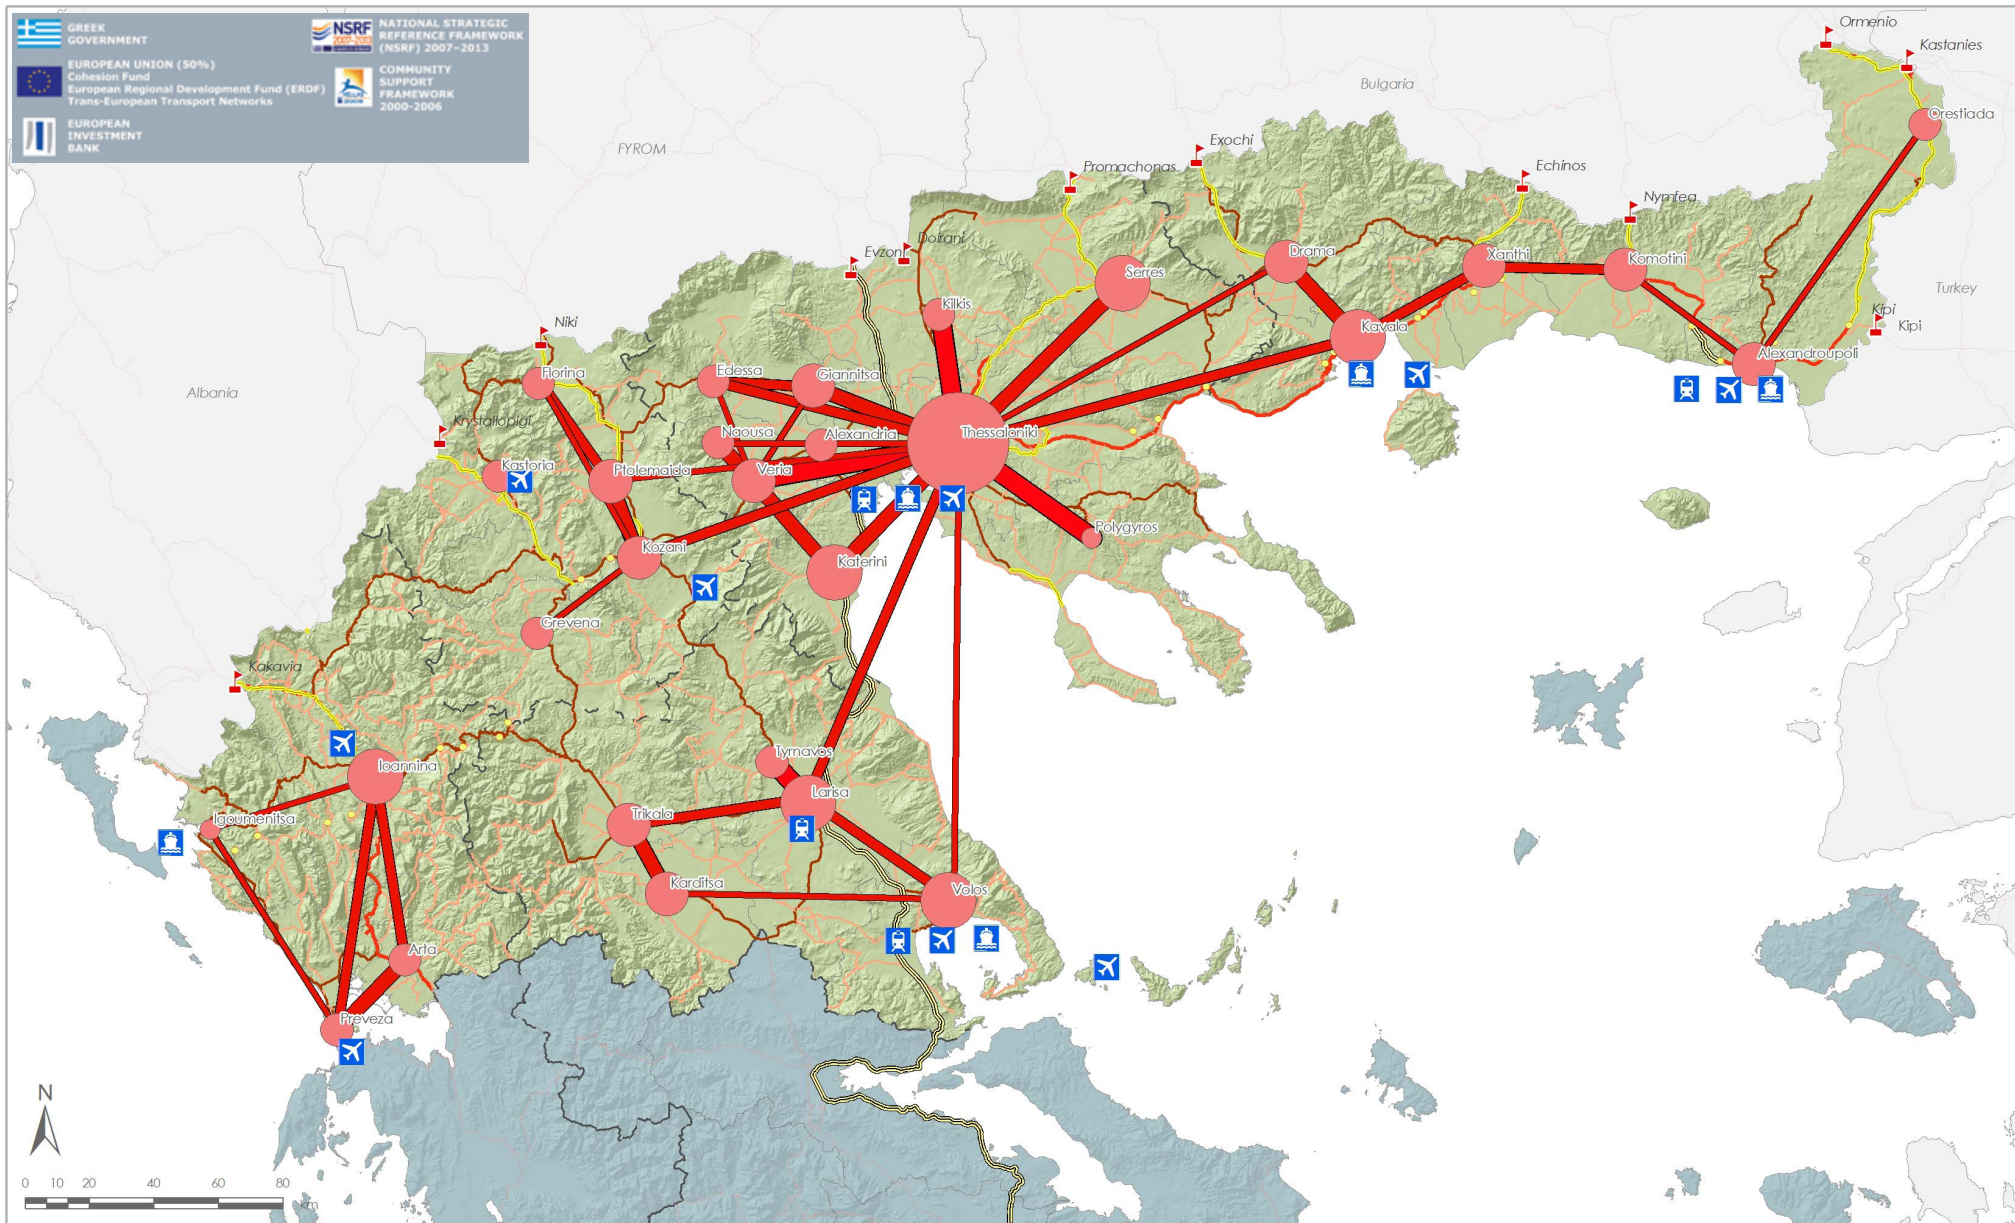 GREEK
GOVERNMENT
EUROPEAN UNION (50%)
Cohesion Fund
European Regional Development Fund (ERDF)
Trans-European Transport Networks
EUROPEAN
INVESTMENT
BANK
NSRF
NATIONAL STRATEGIC
REFERENCE FRAMEWORK
(NSRF) 2007–2013
COMMUNITY
SUPPORT
FRAMEWORK
2000-2006
Ormenio
Kastanies
Bulgaria
Orestiada
FYROM
Exochi
Promachonas
Echinos
Nymfea
Doirani
Evzoni
Drama
Xanthi
Komotini
Serres
Turkey
Kilkis
Kipi
Kipi
Niki
Kavala
Alexandroupoli
Edessa
Giannitsa
Florina
Albania
Krystallopigi
Naousa
Alexandria
Thessaloniki
Kastoria
Ptolemaida
Veria
Polygyros
Kozani
Katerini
Grevena
Kakavia
Tyrnavos
Ioannina
Larisa
Trikala
Igoumenitsa
Karditsa
Volos
Arta
Preveza
N
0 10 20 40 60 80
km